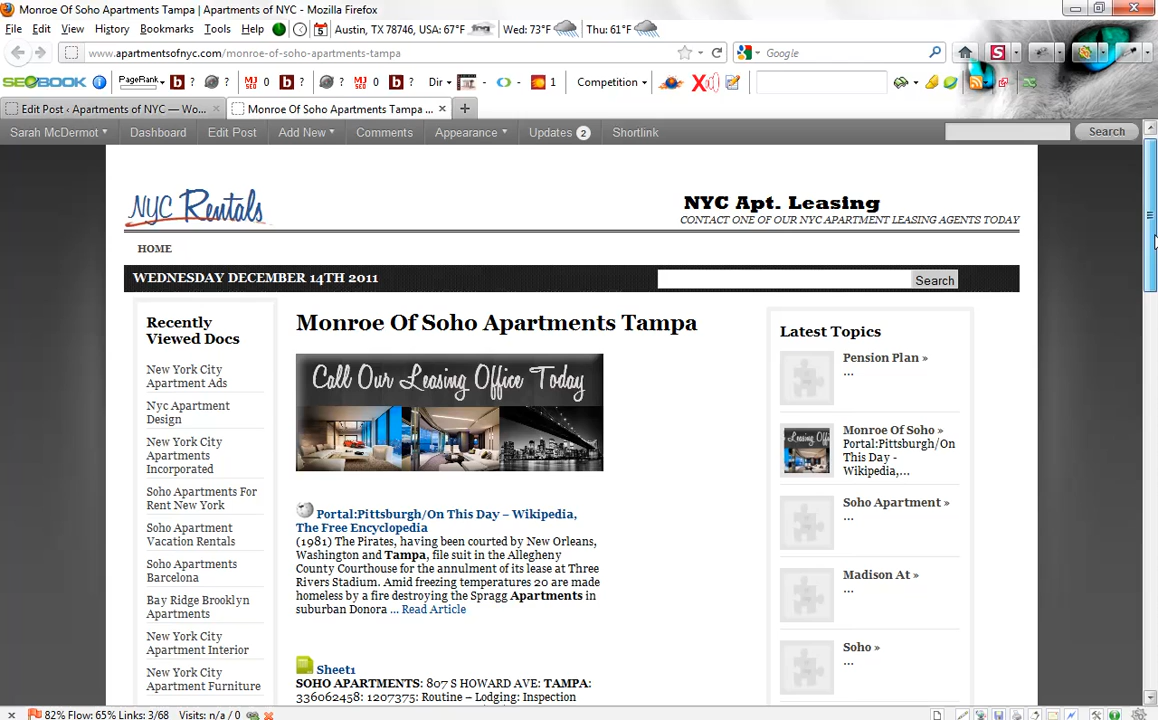 Monroe Of Soho Apartments Tampa | Apartments of NYC - Mozilla Firefox
File Edit View History Bookmarks Tools Help 5 Austin, TX 78746, USA: 67°F Wed: 73°F Thu: 61°F
www.apartmentsofnyc.com/monroe-of-soho-apartments-tampa Google S
SEOBOOK PageRank b ? ? MJ SEO 0 b ? ? MJ SEO 0 b ? Dir - 1 Competition X
Edit Post ‹ Apartments of NYC — Wo... Monroe Of Soho Apartments Tampa ...
Sarah McDermot Dashboard Edit Post Add New Comments Appearance Updates 2 Shortlink Search
NYC Rentals
NYC Apt. Leasing
CONTACT ONE OF OUR NYC APARTMENT LEASING AGENTS TODAY
HOME
WEDNESDAY DECEMBER 14TH 2011 Search
Recently
Viewed Docs
New York City
Apartment Ads
Nyc Apartment
Design
New York City
Apartments
Incorporated
Soho Apartments For
Rent New York
Soho Apartment
Vacation Rentals
Soho Apartments
Barcelona
Bay Ridge Brooklyn
Apartments
New York City
Apartment Interior
New York City
Apartment Furniture
Monroe Of Soho Apartments Tampa
Call Our Leasing Office Today
Portal:Pittsburgh/On This Day – Wikipedia,
The Free Encyclopedia
(1981) The Pirates, having been courted by New Orleans,
Washington and Tampa, file suit in the Allegheny
County Courthouse for the annulment of its lease at Three
Rivers Stadium. Amid freezing temperatures 20 are made
homeless by a fire destroying the Spragg Apartments in
suburban Donora ... Read Article
Sheet1
SOHO APARTMENTS: 807 S HOWARD AVE: TAMPA:
336062458: 1207375: Routine – Lodging: Inspection
Latest Topics
Pension Plan »
...
Leasing Offi
Monroe Of Soho »
Portal:Pittsburgh/On
This Day -
Wikipedia,...
Soho Apartment »
...
Madison At »
...
Soho »
...
82% Flow: 65% Links: 3/68 Visits: n/a / 0